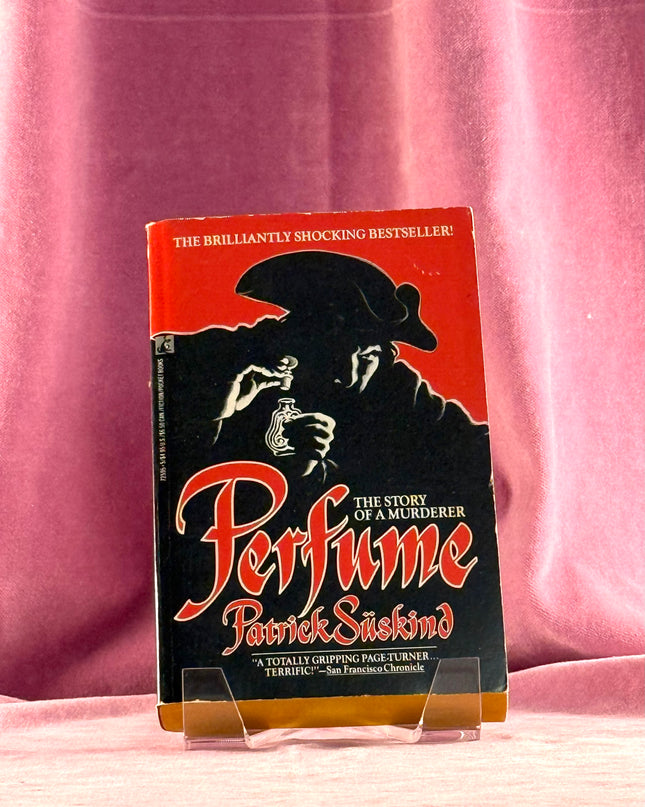 THE BRILLIANTLY SHOCKING BESTSELLER!
THE STORY
OF A MURDERER
Perfume
Patrick Süskind
"A TOTALLY GRIPPING PAGE-TURNER...
TERRIFIC!"—San Francisco Chronicle